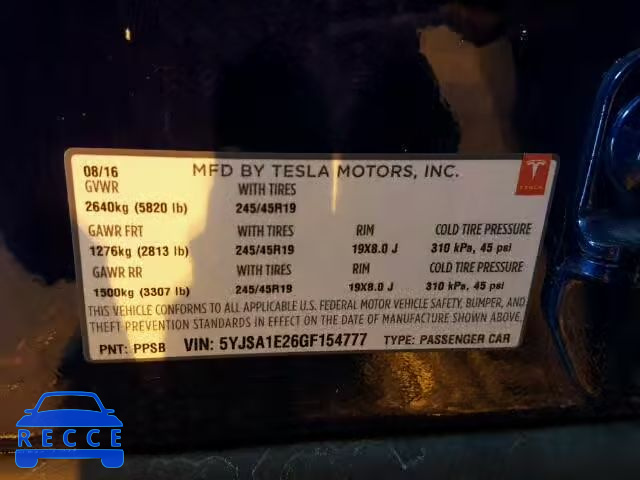 08/16 MFD BY TESLA MOTORS, INC.
GVWR WITH TIRES
2640kg (5820 lb) 245/45R19
GAWR FRT WITH TIRES RIM COLD TIRE PRESSURE
1276kg (2813 lb) 245/45R19 19X8.0 J 310 kPa, 45 psi
GAWR RR WITH TIRES RIM COLD TIRE PRESSURE
1500kg (3307 lb) 245/45R19 19X8.0 J 310 kPa, 45 psi
THIS VEHICLE CONFORMS TO ALL APPLICABLE U.S. FEDERAL MOTOR VEHICLE SAFETY, BUMPER, AND
THEFT PREVENTION STANDARDS IN EFFECT ON THE DATE OF MANUFACTURE SHOWN ABOVE.
PNT: PPSB VIN: 5YJSA1E26GF154777 TYPE: PASSENGER CAR
TESLA
RECCE